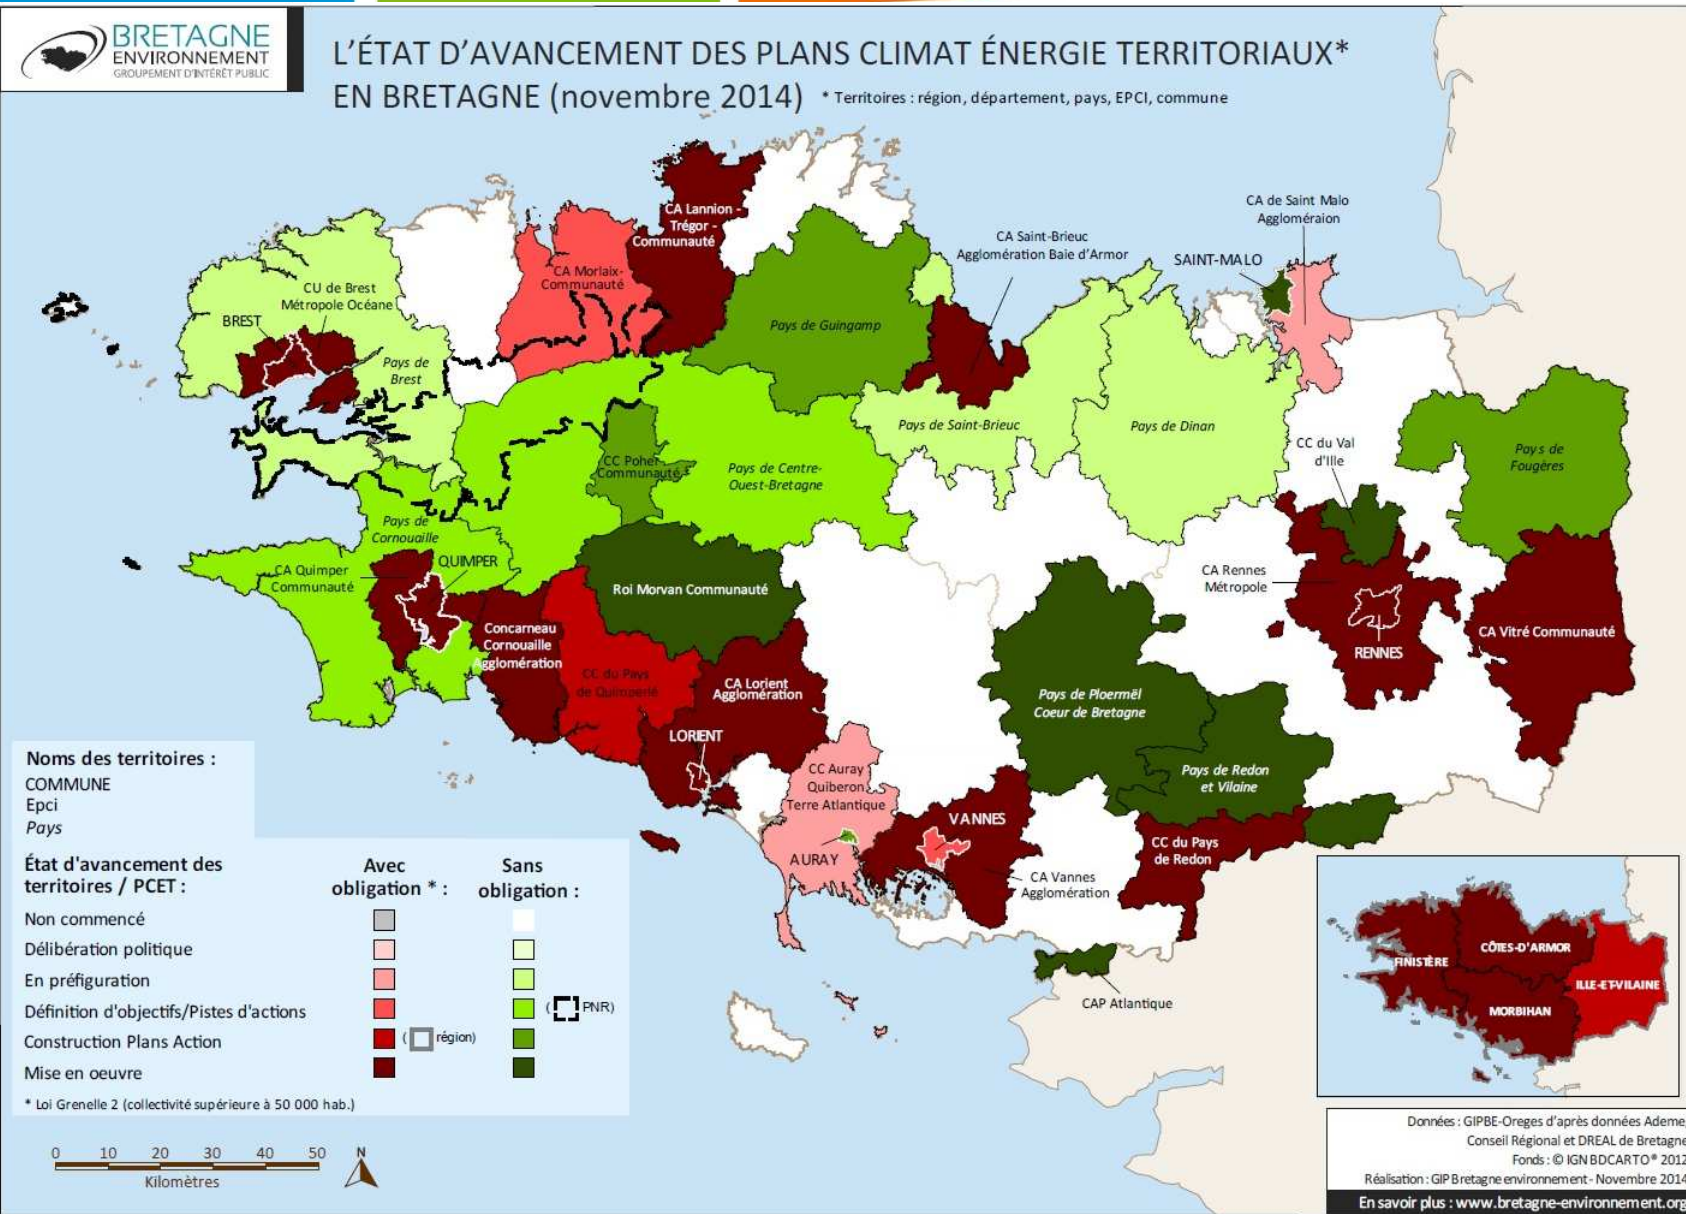 BRETAGNE
ENVIRONNEMENT
GROUPEMENT D'INTÉRÊT PUBLIC
L'ÉTAT D'AVANCEMENT DES PLANS CLIMAT ÉNERGIE TERRITORIAUX*
EN BRETAGNE (novembre 2014) * Territoires : région, département, pays, EPCI, commune
CA Lannion -
Trégor -
Communauté
CA de Saint Malo
Aggloméraion
CA Saint-Brieuc
Agglomération Baie d'Armor
SAINT-MALO
CA Morlaix-
Communauté
CU de Brest
Métropole Océane
BREST
Pays de
Brest
Pays de Guingamp
Pays de Saint-Brieuc
Pays de Dinan
CC du Val
d'Ille
Pays de
Fougères
CC Poher
Communauté
Pays de Centre-
Ouest-Bretagne
Pays de
Cornouaille
CA Quimper
Communauté
QUIMPER
Roi Morvan Communauté
CA Rennes
Métropole
RENNES
CA Vitré Communauté
Concarneau
Cornouaille
Agglomération
CC du Pays
de Quimperlé
CA Lorient
Agglomération
LORIENT
Pays de Ploermël
Coeur de Bretagne
Pays de Redon
et Vilaine
CC Auray
Quiberon
Terre Atlantique
AURAY
VANNES
CA Vannes
Agglomération
CC du Pays
de Redon
CAP Atlantique
Noms des territoires :
COMMUNE
Epci
Pays
État d'avancement des
territoires / PCET :
Avec
obligation * :
Sans
obligation :
Non commencé
Délibération politique
En préfiguration
Définition d'objectifs/Pistes d'actions
( PNR)
Construction Plans Action
( région)
Mise en oeuvre
* Loi Grenelle 2 (collectivité supérieure à 50 000 hab.)
0 10 20 30 40 50
Kilomètres
N
FINISTÈRE
CÔTES-D'ARMOR
ILLE-ET-VILAINE
MORBIHAN
Données : GIPBE-Oreges d'après données Ademe,
Conseil Régional et DREAL de Bretagne
Fonds : © IGN BDCARTO® 2012
Réalisation : GIP Bretagne environnement - Novembre 2014
En savoir plus : www.bretagne-environnement.org